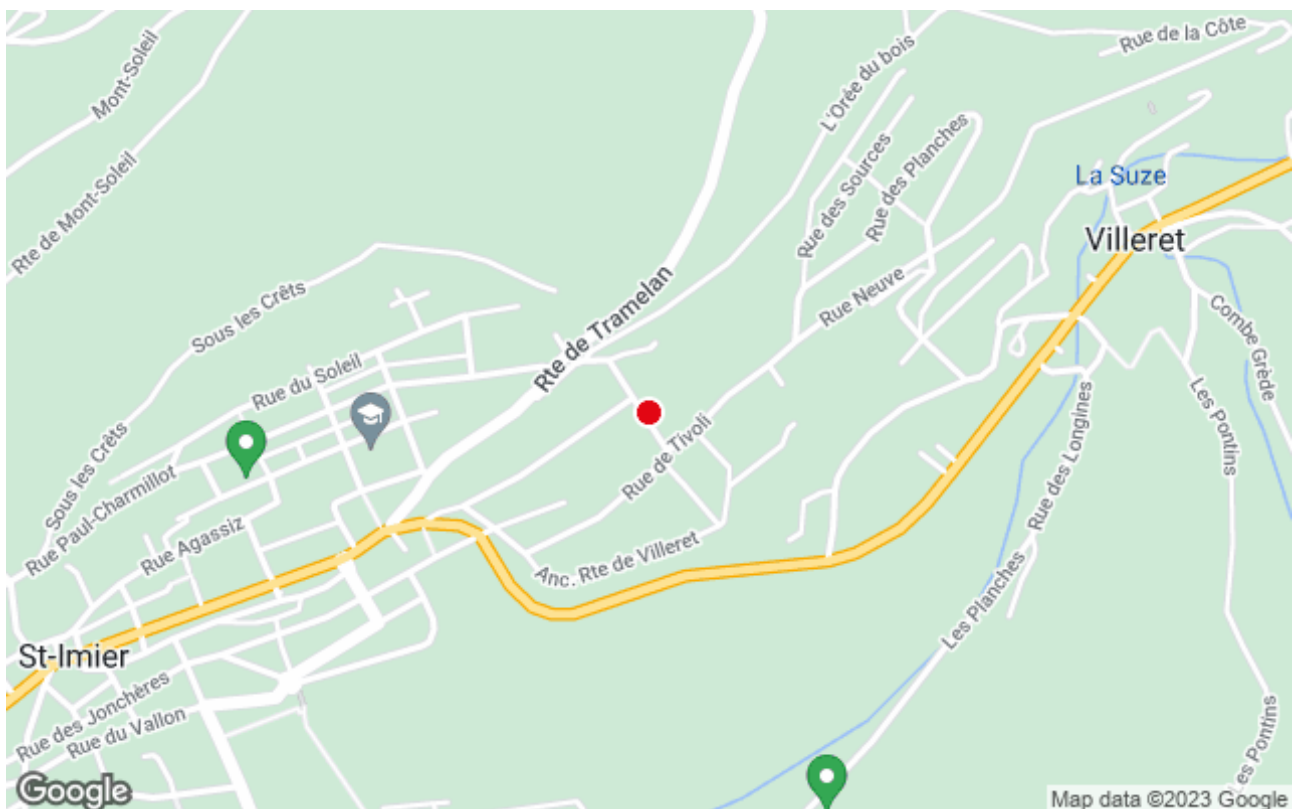 Mont-Soleil
Rte de Mont-Soleil
L'Orée du bois
Rue de la Côte
Rue des Sources
Rue des Planches
La Suze
Villeret
Sous les Crêts
Rte de Tramelan
Rue Neuve
Combe Grède
Rue du Soleil
Les Pontins
Sous les Crêts
Rue Paul-Charmillot
Rue de Tivoli
Rue des Longines
Rue Agassiz
Anc. Rte de Villeret
Les Planches
St-Imier
Rue des Jonchères
Rue du Vallon
Les Pontins
Google
Map data ©2023 Google